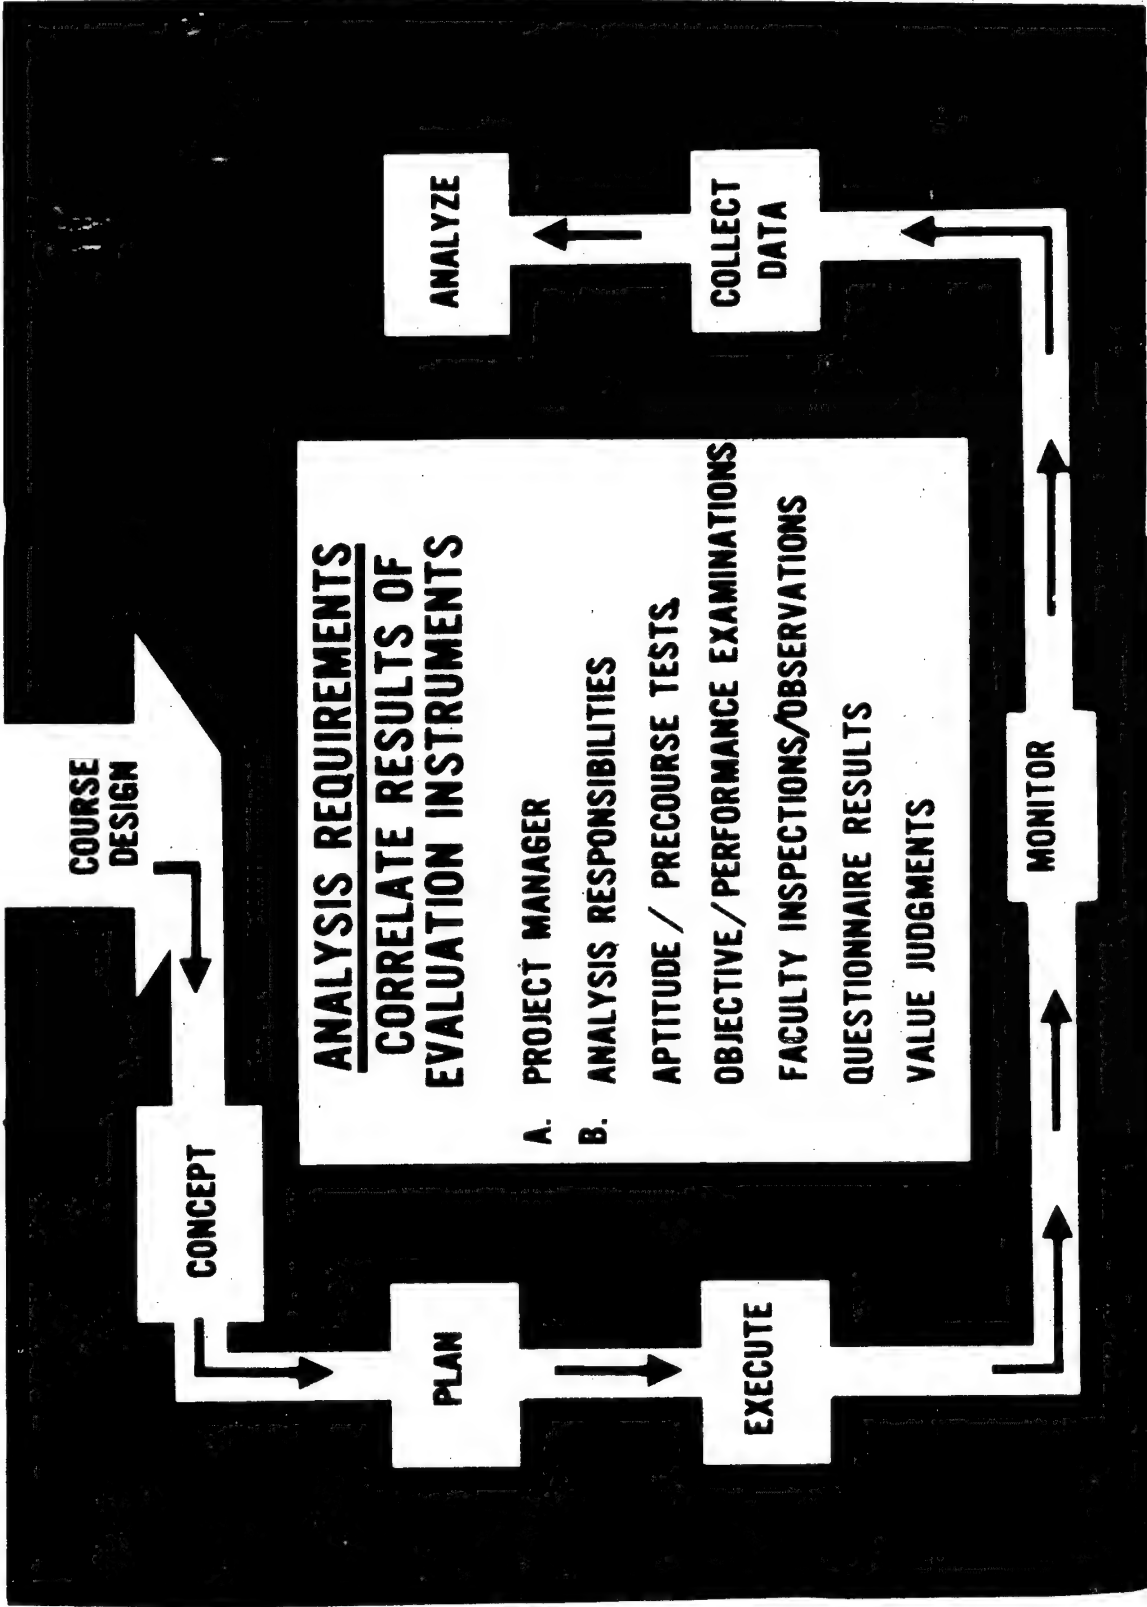 COURSE
DESIGN
CONCEPT
PLAN
EXECUTE
MONITOR
COLLECT
DATA
ANALYZE
ANALYSIS REQUIREMENTS
CORRELATE RESULTS OF
EVALUATION INSTRUMENTS
A. PROJECT MANAGER
B. ANALYSIS RESPONSIBILITIES
APTITUDE / PRECOURSE TESTS.
OBJECTIVE/PERFORMANCE EXAMINATIONS
FACULTY INSPECTIONS/OBSERVATIONS
QUESTIONNAIRE RESULTS
VALUE JUDGMENTS